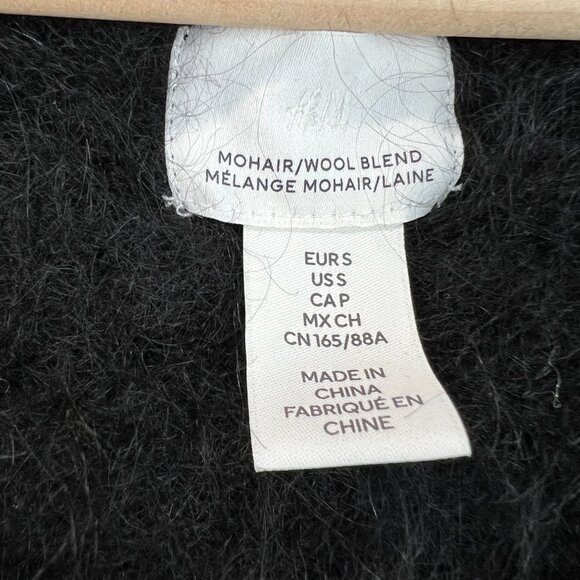 H&M
MOHAIR/WOOL BLEND
MÉLANGE MOHAIR/LAINE
EUR S
US S
CA P
MX CH
CN 165/88A
MADE IN
CHINA
FABRIQUÉ EN
CHINE